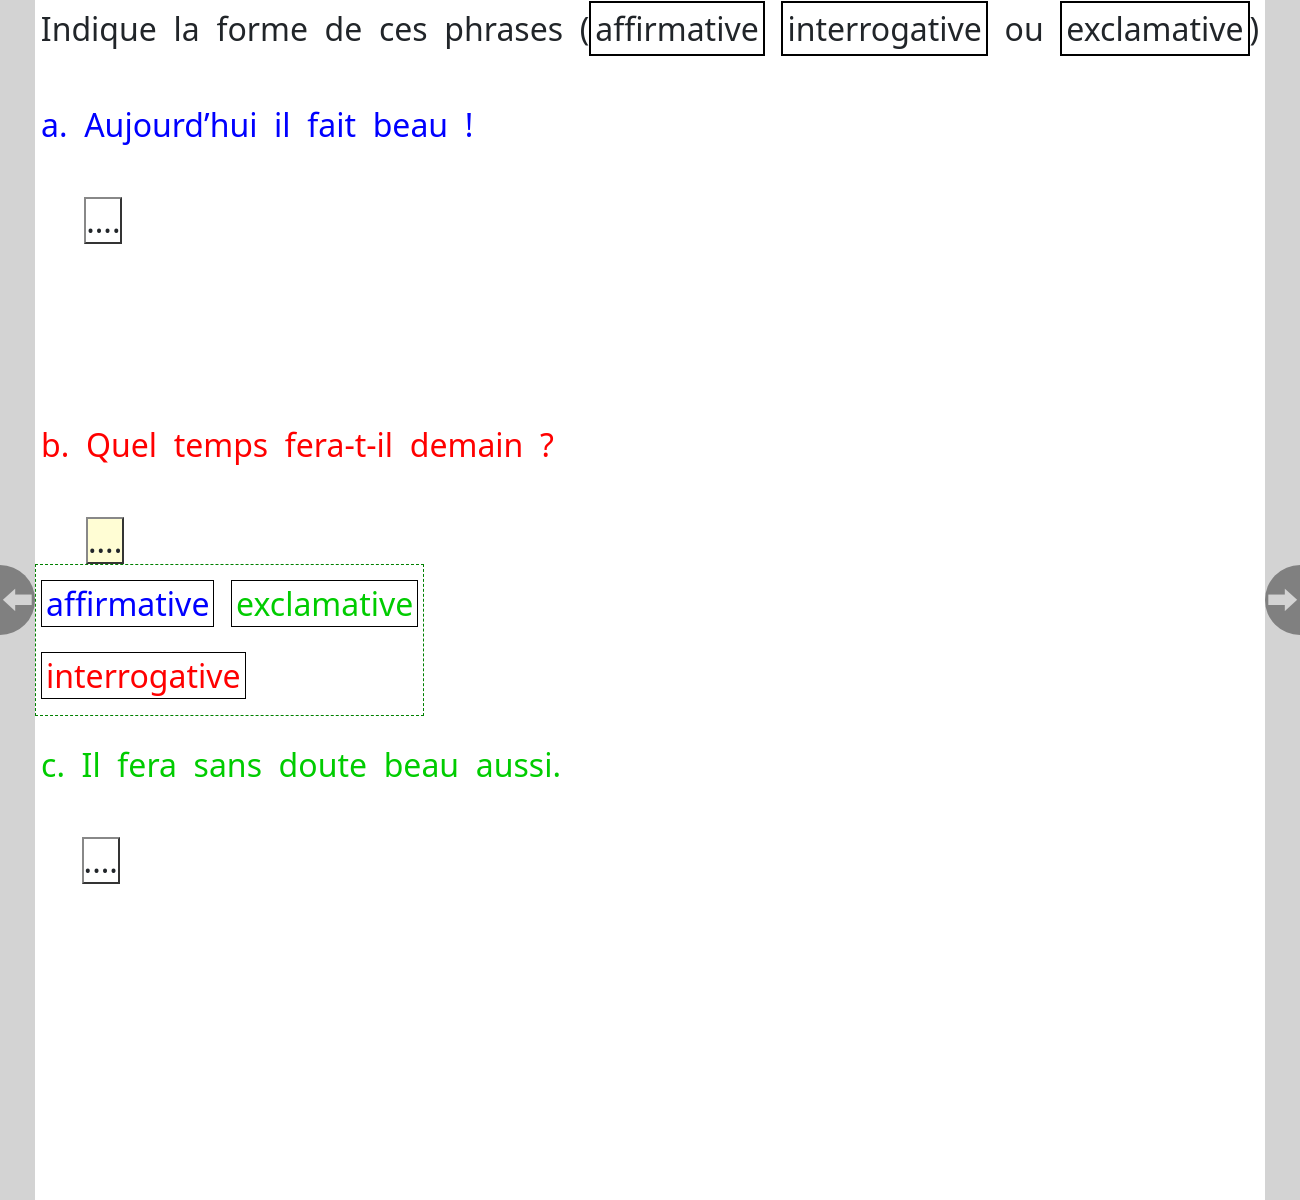 Indique la forme de ces phrases (affirmative interrogative ou exclamative)
a. Aujourd’hui il fait beau !
....
b. Quel temps fera-t-il demain ?
....
affirmative exclamative
interrogative
c. Il fera sans doute beau aussi.
....